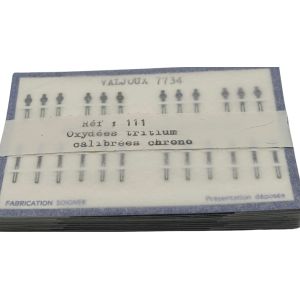 VALJOUX 7734
Réf : 111
Oxydées tritium
calibrées chrono
FABRICATION SOIGNEE
Présentation déposée